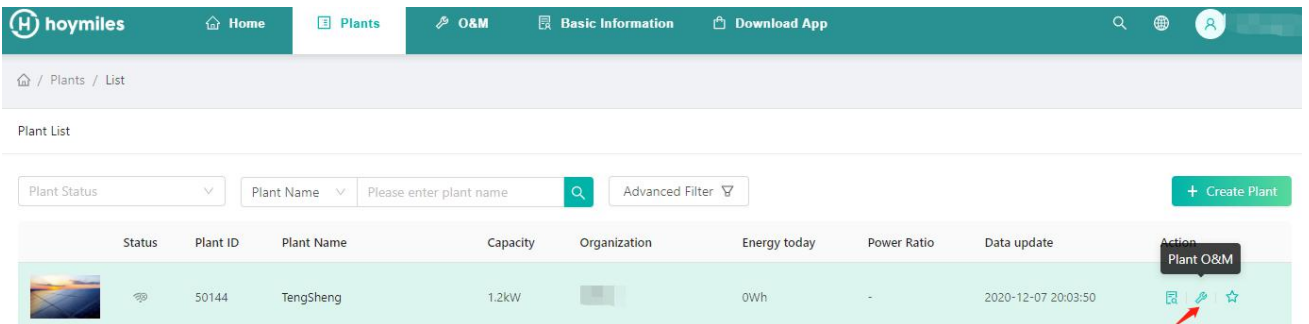 hoymiles Home Plants O&M Basic Information Download App
/ Plants / List
Plant List
Plant Status Plant Name Please enter plant name Advanced Filter + Create Plant
Status Plant ID Plant Name Capacity Organization Energy today Power Ratio Data update Action
Plant O&M
50144 TengSheng 1.2kW 0Wh - 2020-12-07 20:03:50